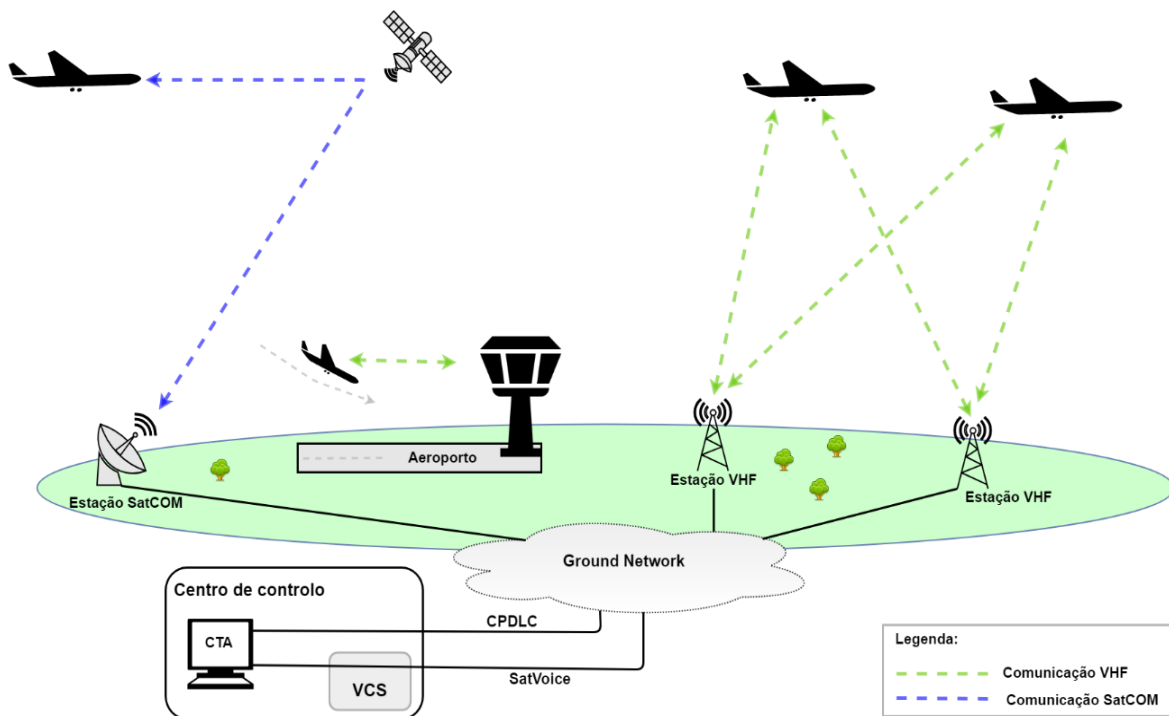 Aeroporto
Estação SatCOM
Estação VHF
Estação VHF
Ground Network
Centro de controlo
CTA
CPDLC
SatVoice
VCS
Legenda:
Comunicação VHF
Comunicação SatCOM